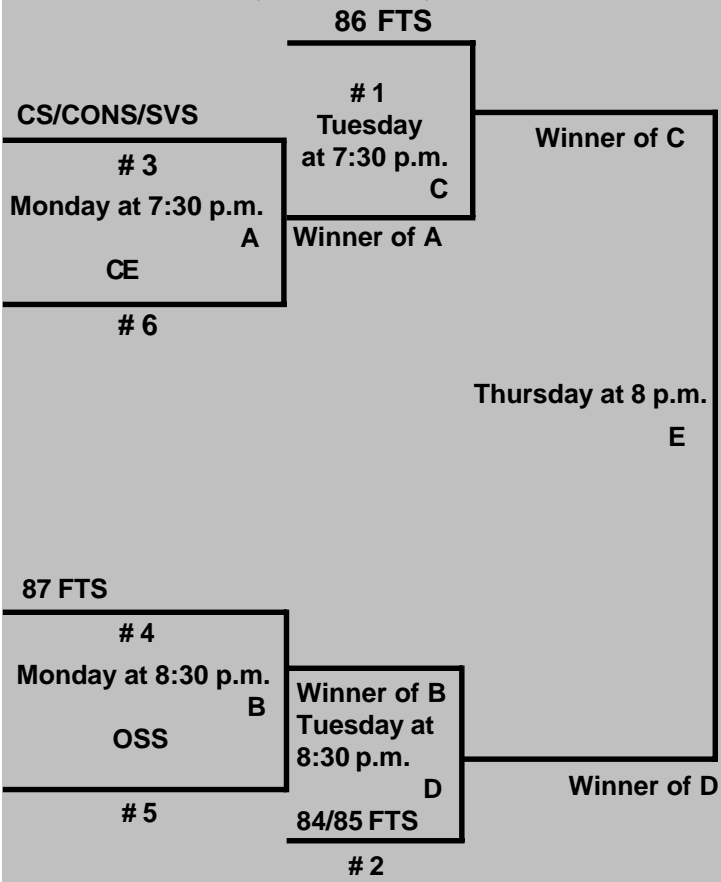 86 FTS
# 1
Tuesday
at 7:30 p.m.
C
CS/CONS/SVS
# 3
Monday at 7:30 p.m.
A
CE
# 6
Winner of A
Winner of C
Thursday at 8 p.m.
E
87 FTS
# 4
Monday at 8:30 p.m.
B
OSS
# 5
Winner of B
Tuesday at
8:30 p.m.
D
84/85 FTS
# 2
Winner of D